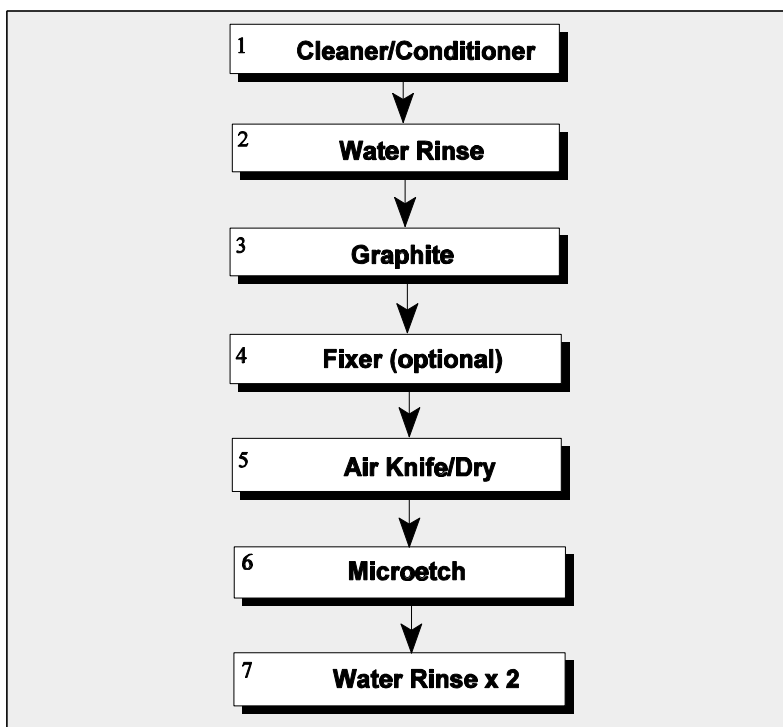 1 Cleaner/Conditioner
2 Water Rinse
3 Graphite
4 Fixer (optional)
5 Air Knife/Dry
6 Microetch
7 Water Rinse x 2